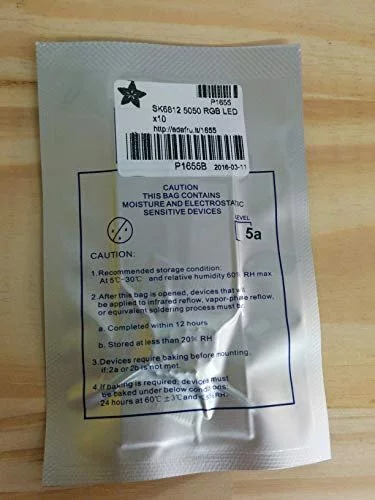 P1655
SK6812 5050 RGB LED
x10
http://adafru.it/1655
P1655B 2016-03-11
CAUTION
THIS BAG CONTAINS
MOISTURE AND ELECTROSTATIC
SENSITIVE DEVICES
LEVEL
5a
CAUTION:
1.Recommended storage condition:
At 5℃-30℃ and relative humidity 60% RH max
2.After this bag is opened, devices that will
be applied to infrared reflow, vapor-phase reflow,
or equivalent soldering process must be:
a. Completed within 12 hours
b. Stored at less than 20% RH
3.Devices require baking before mounting,
if:2a or 2b is not met.
4.If baking is required, devices must
be baked under below conditions:
24 hours at 60℃ ±3℃ and RH